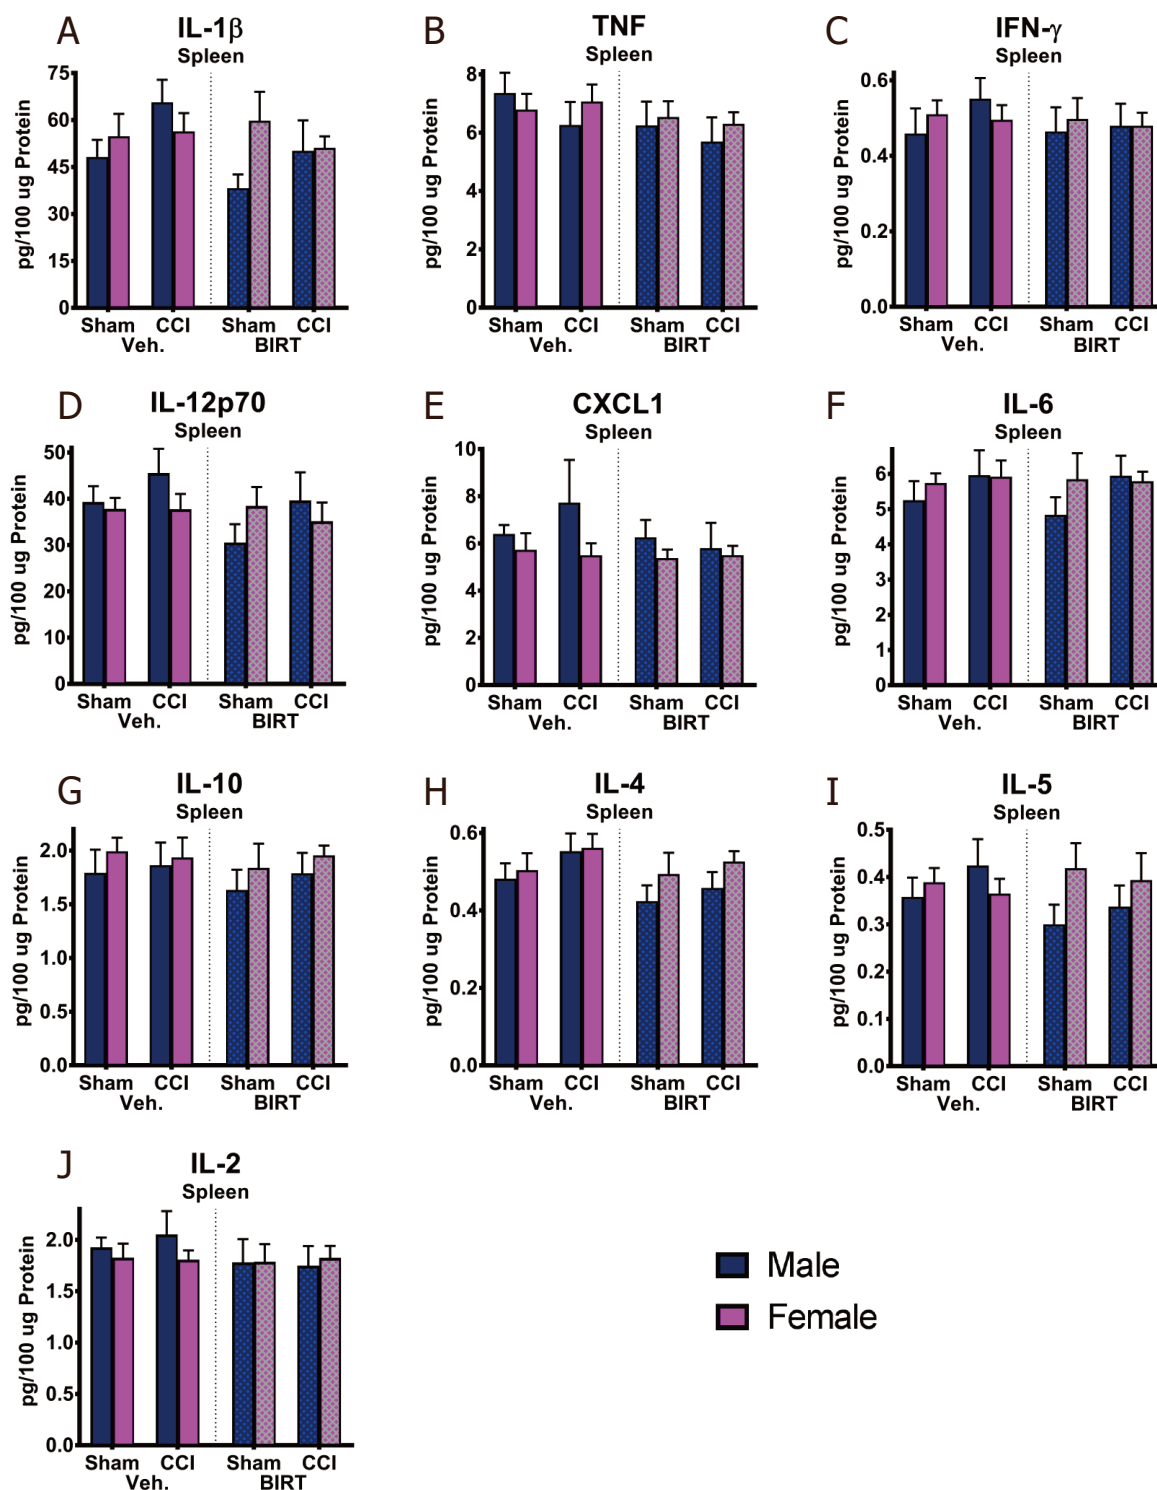 A
IL-1β
Spleen
pg/100 ug Protein
75
60
45
30
15
0
Sham CCI Sham CCI
Veh. BIRT
B
TNF
Spleen
pg/100 ug Protein
8
6
4
2
0
Sham CCI Sham CCI
Veh. BIRT
C
IFN-γ
Spleen
pg/100 ug Protein
0.6
0.4
0.2
0.0
Sham CCI Sham CCI
Veh. BIRT
D
IL-12p70
Spleen
pg/100 ug Protein
50
40
30
20
10
0
Sham CCI Sham CCI
Veh. BIRT
E
CXCL1
Spleen
pg/100 ug Protein
10
8
6
4
2
0
Sham CCI Sham CCI
Veh. BIRT
F
IL-6
Spleen
pg/100 ug Protein
6
5
4
3
2
1
0
Sham CCI Sham CCI
Veh. BIRT
G
IL-10
Spleen
pg/100 ug Protein
2.0
1.5
1.0
0.5
0.0
Sham CCI Sham CCI
Veh. BIRT
H
IL-4
Spleen
pg/100 ug Protein
0.6
0.4
0.2
0.0
Sham CCI Sham CCI
Veh. BIRT
I
IL-5
Spleen
pg/100 ug Protein
0.5
0.4
0.3
0.2
0.1
0.0
Sham CCI Sham CCI
Veh. BIRT
J
IL-2
Spleen
pg/100 ug Protein
2.0
1.5
1.0
0.5
0.0
Sham CCI Sham CCI
Veh. BIRT
Male
Female